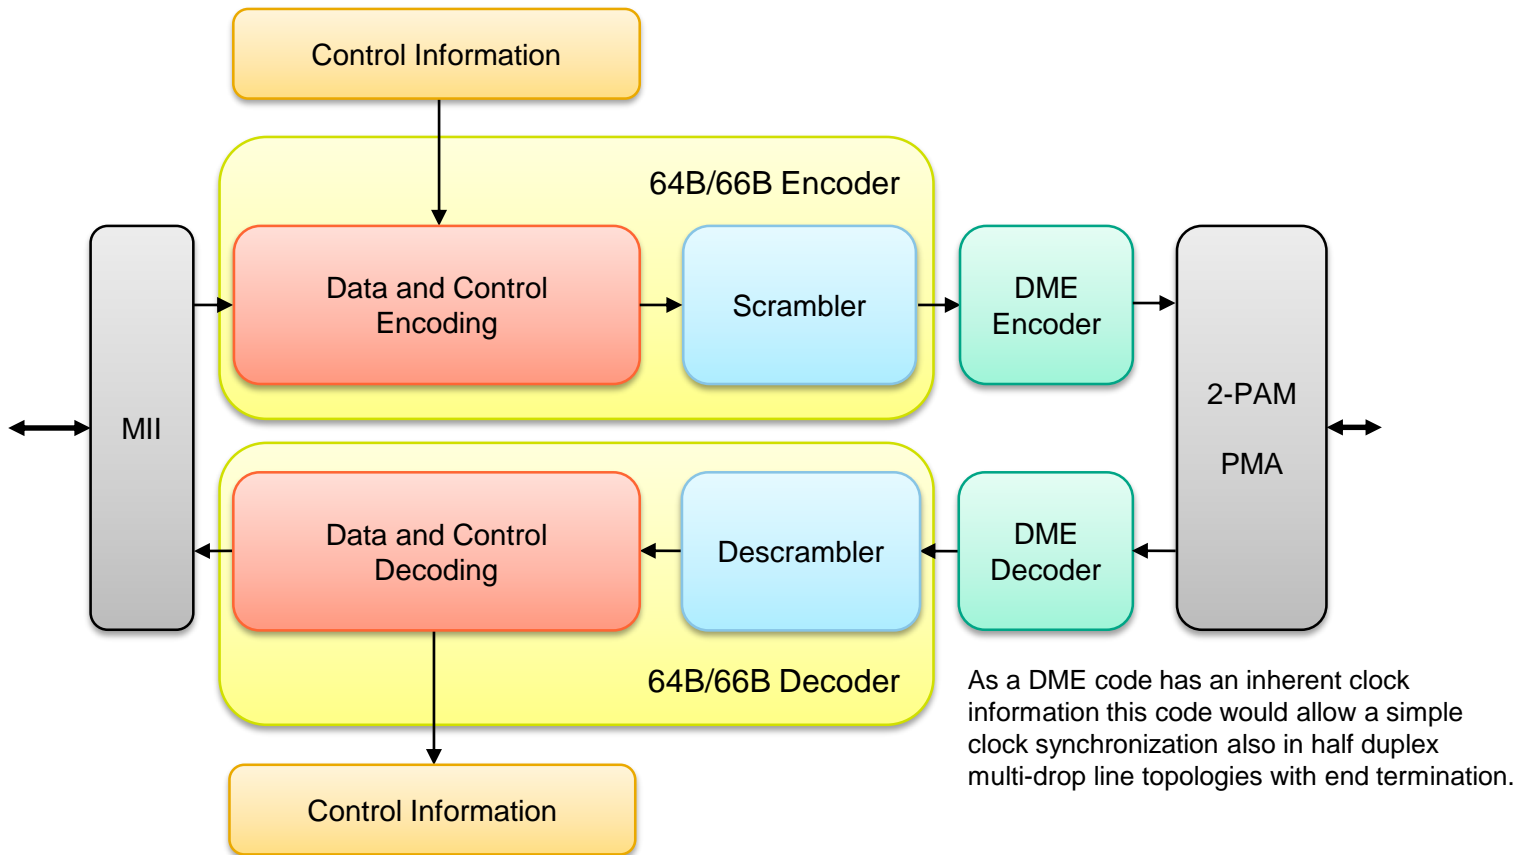 Control Information
64B/66B Encoder
Data and Control
Encoding
Scrambler
DME
Encoder
MII
2-PAM
PMA
Data and Control
Decoding
Descrambler
DME
Decoder
64B/66B Decoder
As a DME code has an inherent clock
information this code would allow a simple
clock synchronization also in half duplex
multi-drop line topologies with end termination.
Control Information